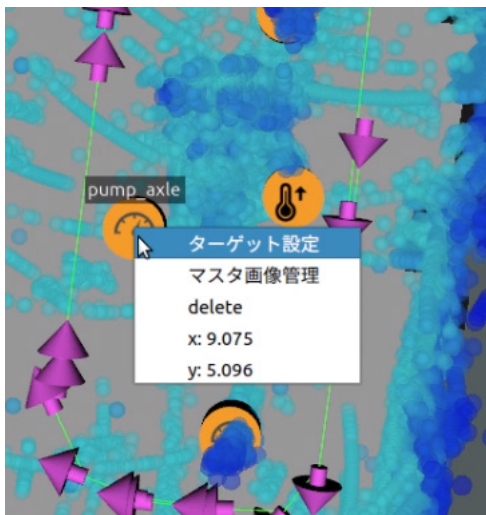 pump_axle
ターゲット設定
マスタ画像管理
delete
x: 9.075
y: 5.096